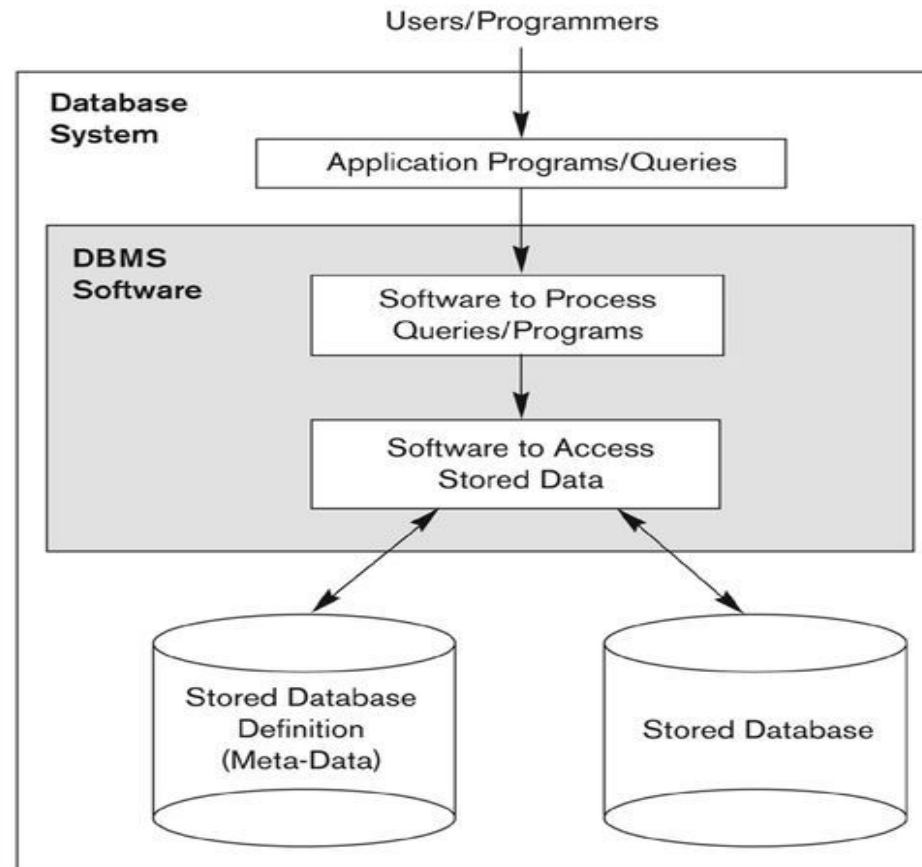 Users/Programmers
Database
System
Application Programs/Queries
DBMS
Software
Software to Process
Queries/Programs
Software to Access
Stored Data
Stored Database
Definition
(Meta-Data)
Stored Database